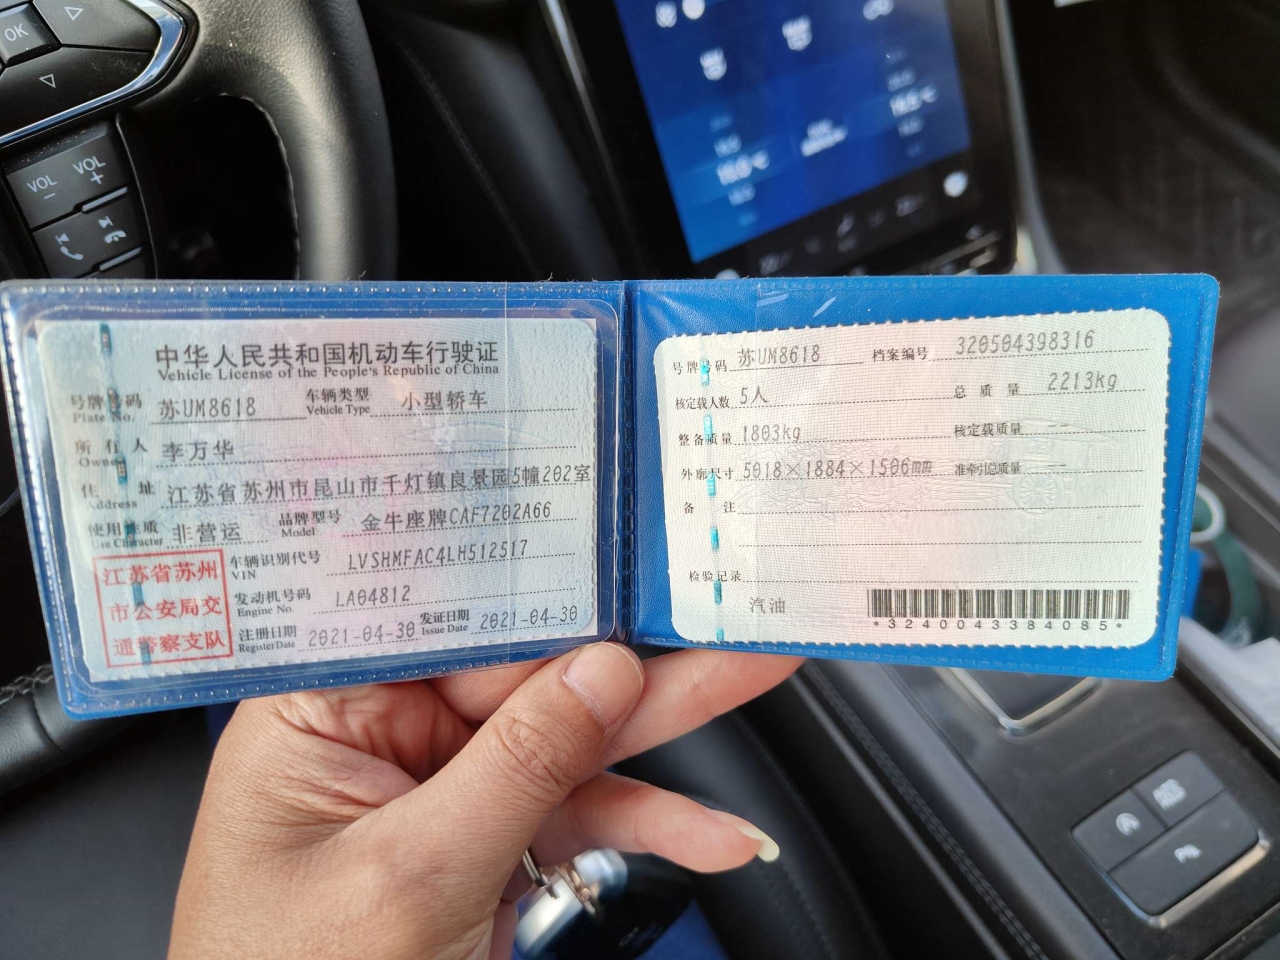 OK
VOL
−
VOL
+
中华人民共和国机动车行驶证
Vehicle License of the People's Republic of China
号牌号码 苏UM8618 车辆类型 小型轿车
Plate No. Vehicle Type
所有人 李万华
Owner
住址 江苏省苏州市昆山市千灯镇良景园5幢202室
Address
使用性质 非营运 品牌型号 金牛座牌CAF7202A66
Use Character Model
江苏省苏州
市公安局交
通警察支队
车辆识别代号 LVSHMFAC4LH512517
VIN
发动机号码 LA04812
Engine No.
注册日期 2021-04-30 发证日期 2021-04-30
Register Date Issue Date
号牌号码 苏UM8618 档案编号 320504398316
核定载人数 5人 总质量 2213kg
整备质量 1803kg 核定载质量 --
外廓尺寸 5018×1884×1506mm 准牵引总质量 --
备注
检验记录
汽油
*3240043384085*